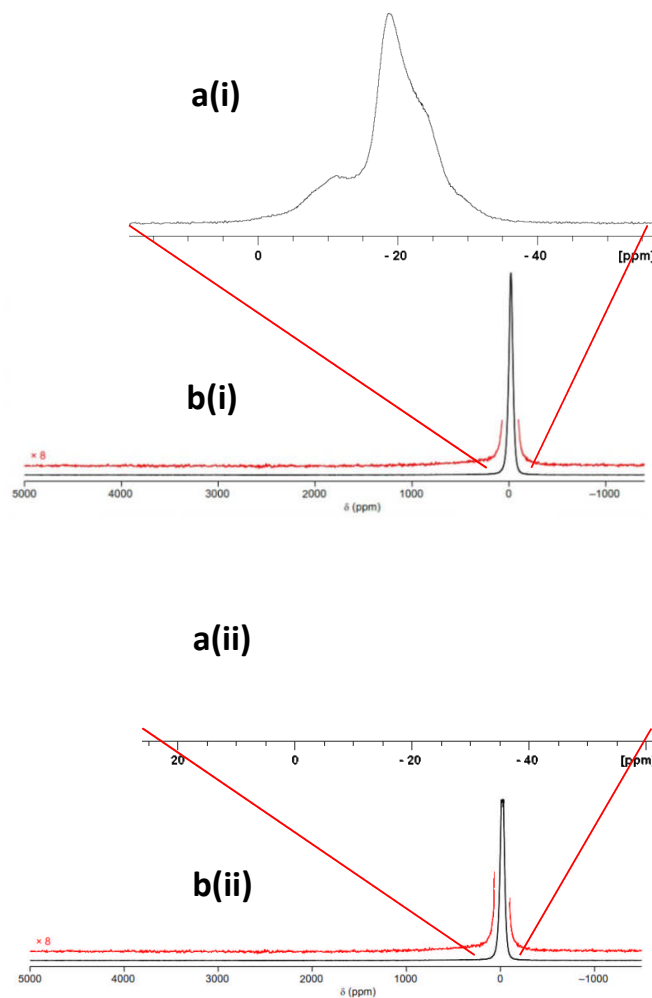 a(i)
0 - 20 - 40 [ppm]
b(i)
× 8
5000 4000 3000 2000 1000 0 −1000
δ (ppm)
a(ii)
20 0 - 20 - 40 [ppm
b(ii)
× 8
5000 4000 3000 2000 1000 0 −1000
δ (ppm)